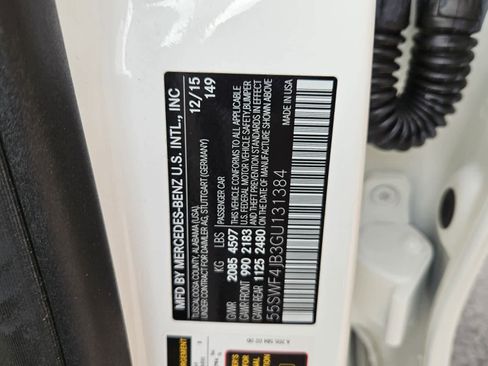 MFD BY MERCEDES-BENZ U.S. INTL., INC
TUSCALOOSA COUNTY, ALABAMA (USA),
UNDER CONTRACT FOR DAIMLER AG, STUTTGART (GERMANY)
12/15
149
PASSENGER CAR
KG LBS
GVWR 2085 4597
GAWR FRONT 990 2183
GAWR REAR 1125 2480
THIS VEHICLE CONFORMS TO ALL APPLICABLE
U.S. FEDERAL MOTOR VEHICLE SAFETY, BUMPER
AND THEFT PREVENTION STANDARDS IN EFFECT
ON THE DATE OF MANUFACTURE SHOWN ABOVE
55SWF4JB3GU131384